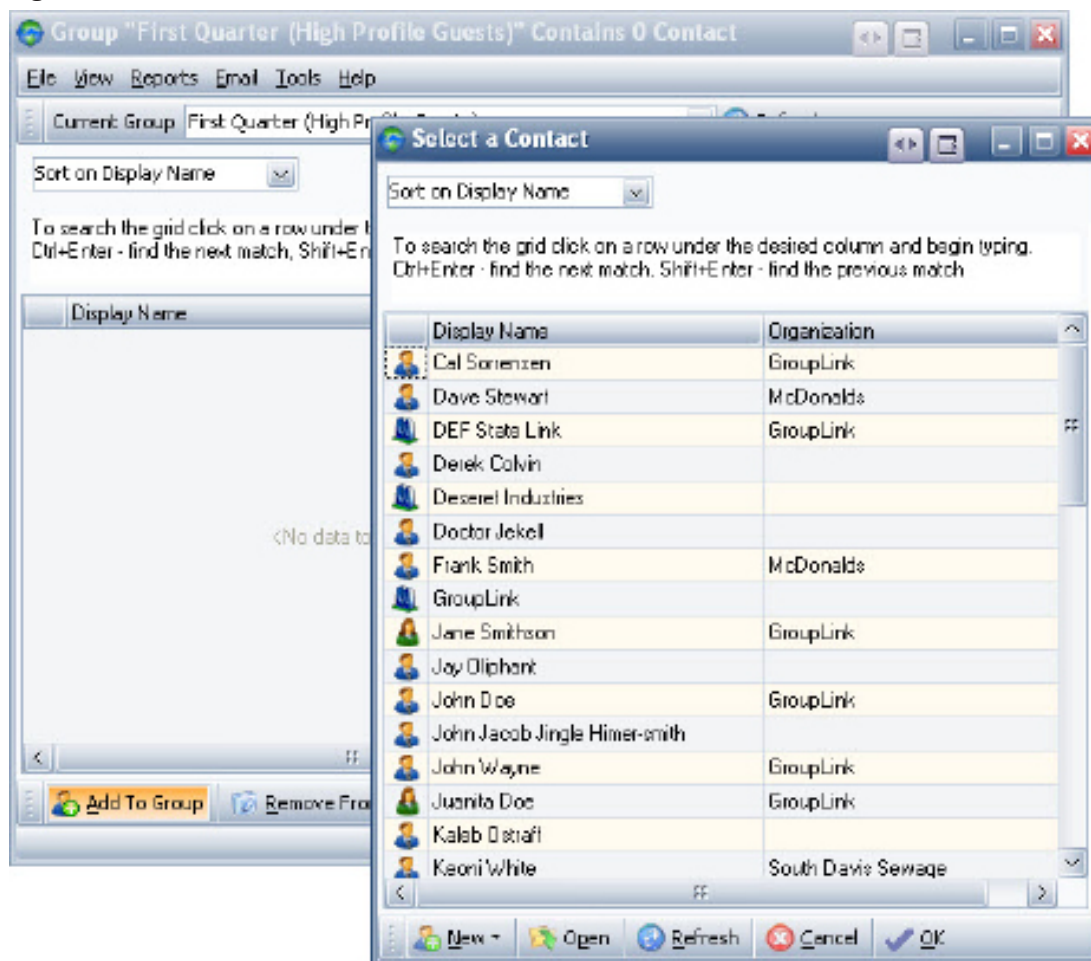 Group "First Quarter (High Profile Guests)" Contains 0 Contact
File View Reports Email Tools Help
Current Group First Quarter (High Pr
Sort on Display Name
To search the grid click on a row under t
Ctrl+Enter - find the next match, Shift+En
Display Name
<No data to
Add To Group Remove Fro
Select a Contact
Sort on Display Name
To search the grid click on a row under the desired column and begin typing.
Ctrl+Enter - find the next match. Shift+Enter - find the previous match
Display Name Organization
Cal Sorrenzen GroupLink
Dave Stewart McDonalds
DEF State Link GroupLink
Derek Colvin
Deseret Industries
Doctor Jekell
Frank Smith McDonalds
GroupLink
Jane Smithson GroupLink
Jay Oliphant
John Doe GroupLink
John Jacob Jingle Himer-smith
John Wayne GroupLink
Juanita Doe GroupLink
Kaleb Ostraff
Keoni White South Davis Sewage
New Open Refresh Cancel OK